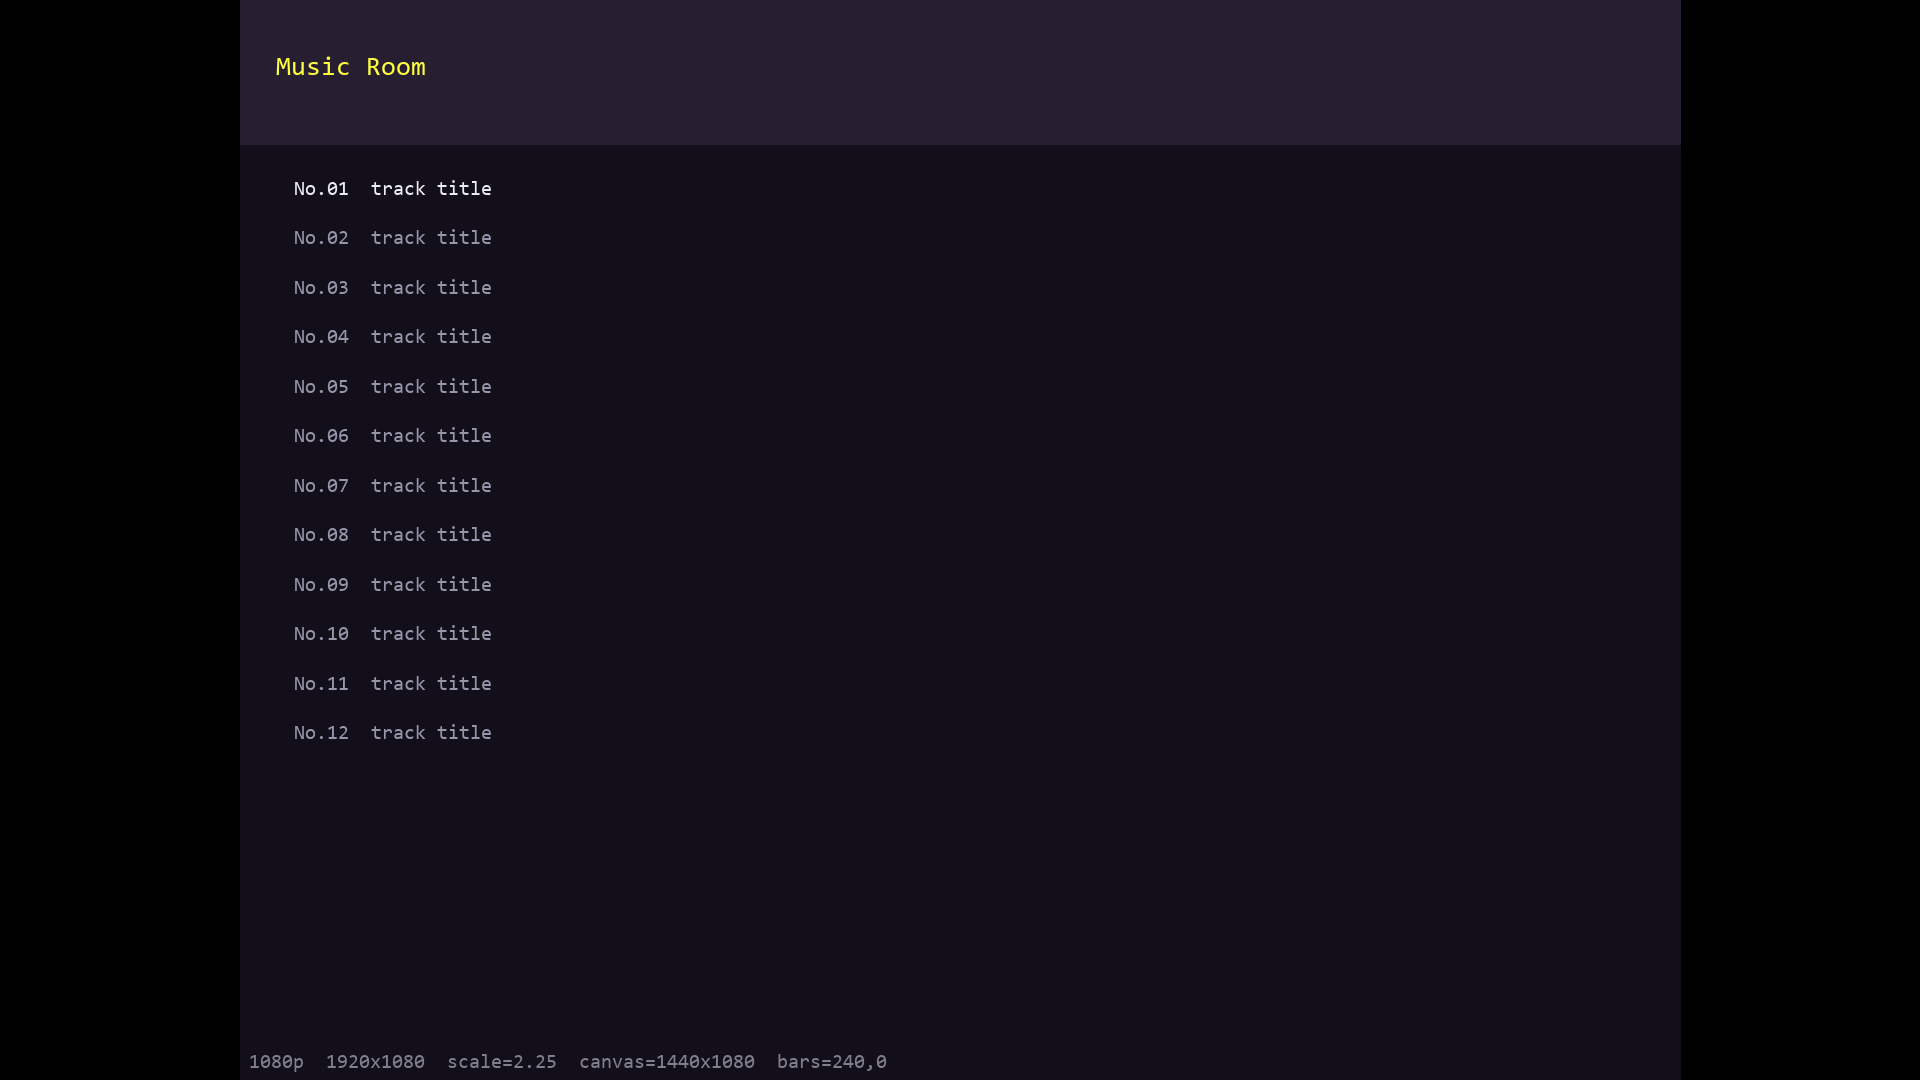 Music Room
No.01  track title
No.02  track title
No.03  track title
No.04  track title
No.05  track title
No.06  track title
No.07  track title
No.08  track title
No.09  track title
No.10  track title
No.11  track title
No.12  track title
1080p  1920x1080  scale=2.25  canvas=1440x1080  bars=240,0